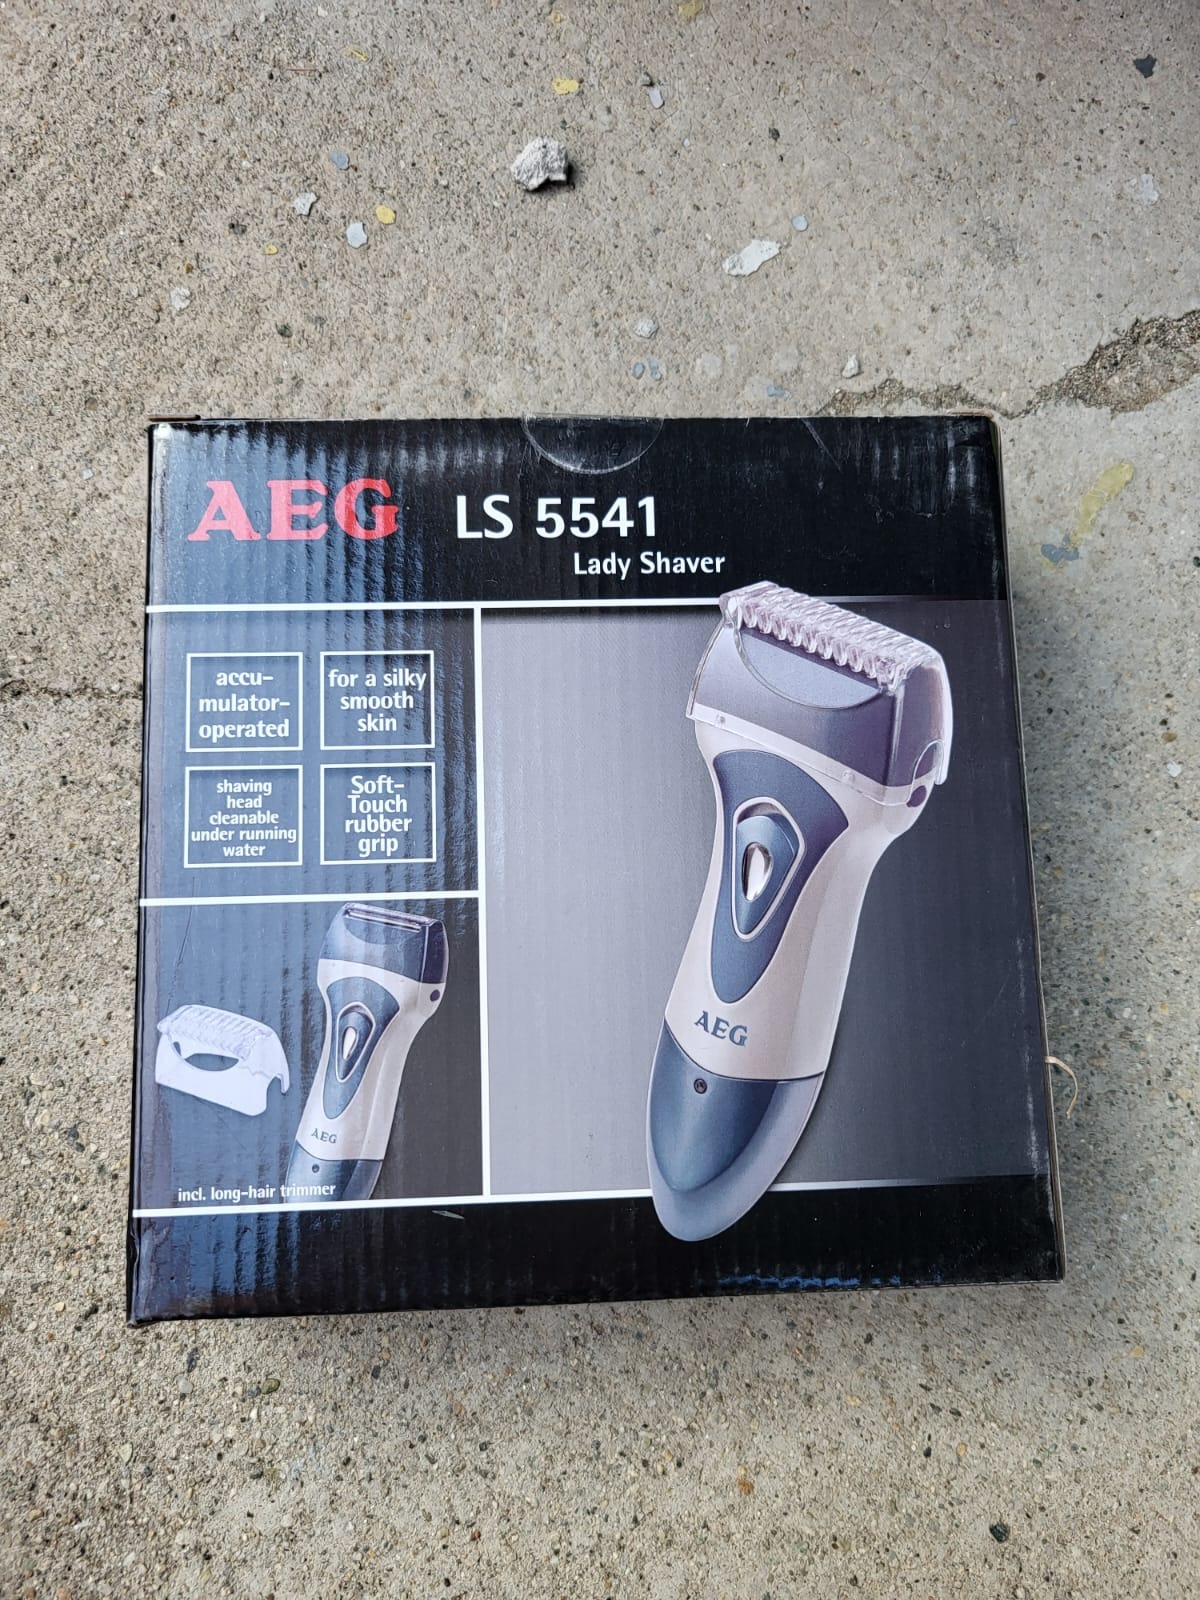 AEG
LS 5541
Lady Shaver
accu-
mulator-
operated
for a silky
smooth
skin
shaving
head
cleanable
under running
water
Soft-
Touch
rubber
grip
AEG
AEG
incl. long-hair trimmer